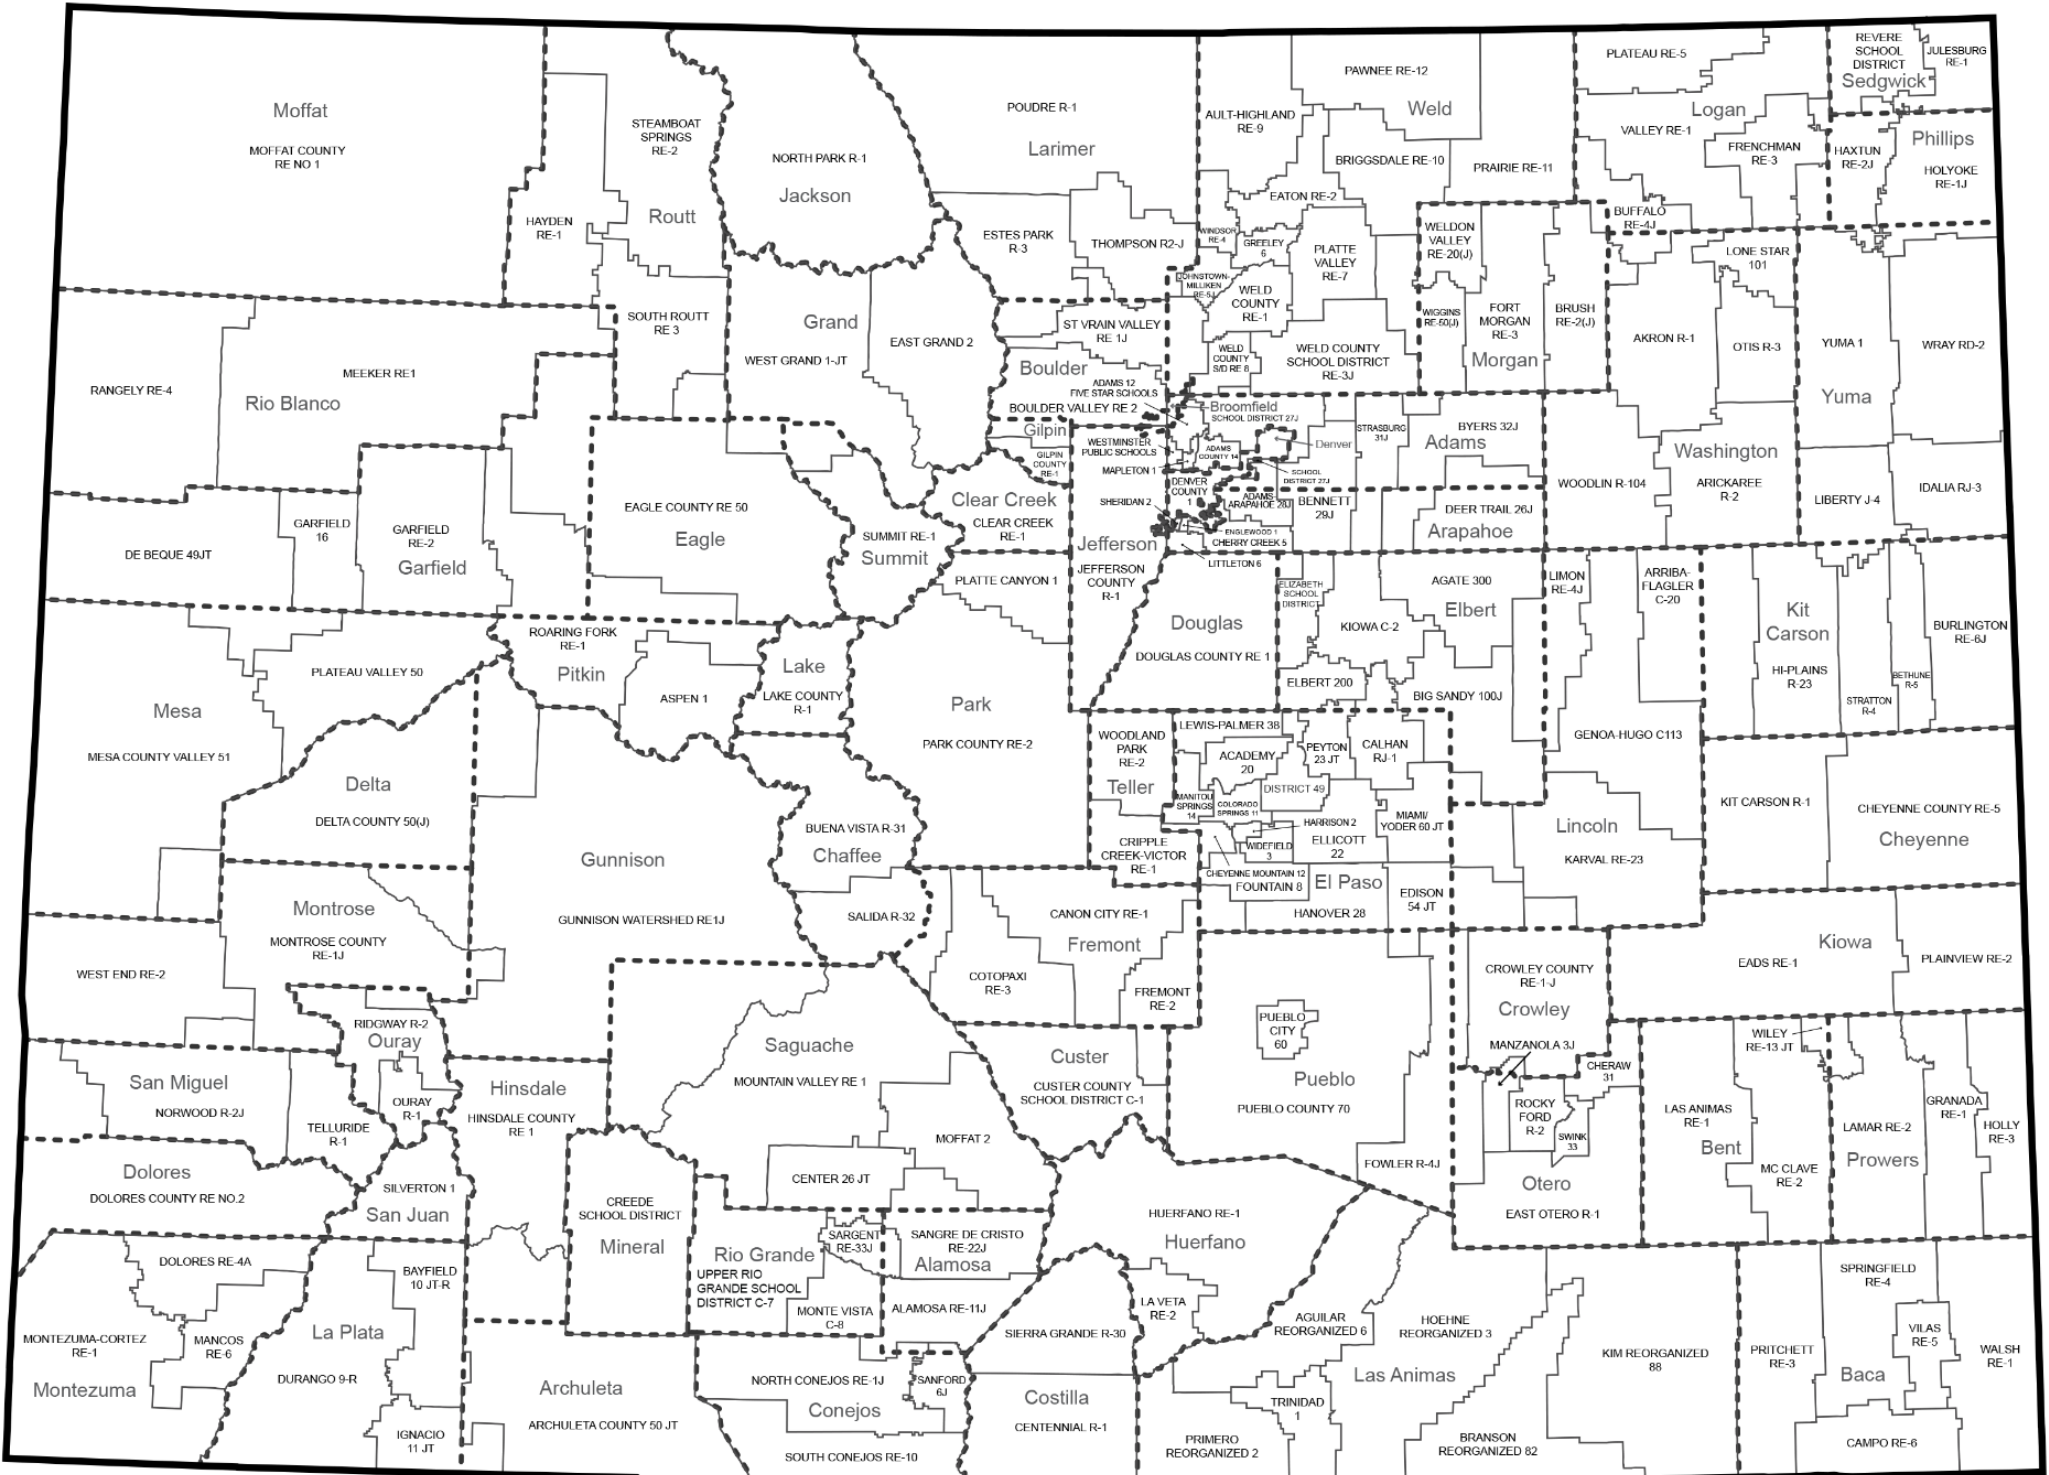 Moffat
MOFFAT COUNTY
RE NO 1
HAYDEN
RE-1
STEAMBOAT
SPRINGS
RE-2
Routt
SOUTH ROUTT
RE 3
NORTH PARK R-1
Jackson
POUDRE R-1
Larimer
ESTES PARK
R-3
THOMPSON R2-J
AULT-HIGHLAND
RE-9
PAWNEE RE-12
Weld
BRIGGSDALE RE-10
PRAIRIE RE-11
EATON RE-2
WINDSOR
RE-4
GREELEY
6
PLATTE
VALLEY
RE-7
JOHNSTOWN-
MILLIKEN
RE-5J
WELD
COUNTY
RE-1
WELD
COUNTY
S/D RE 8
WELD COUNTY
SCHOOL DISTRICT
RE-3J
PLATEAU RE-5
Logan
VALLEY RE-1
FRENCHMAN
RE-3
BUFFALO
RE-4J
REVERE
SCHOOL
DISTRICT
Sedgwick
JULESBURG
RE-1
Phillips
HAXTUN
RE-2J
HOLYOKE
RE-1J
WELDON
VALLEY
RE-20(J)
WIGGINS
RE-50(J)
FORT
MORGAN
RE-3
Morgan
BRUSH
RE-2(J)
AKRON R-1
LONE STAR
101
OTIS R-3
Washington
WOODLIN R-104
ARICKAREE
R-2
YUMA 1
WRAY RD-2
Yuma
LIBERTY J-4
IDALIA RJ-3
RANGELY RE-4
MEEKER RE1
Rio Blanco
Grand
WEST GRAND 1-JT
EAST GRAND 2
ST VRAIN VALLEY
RE 1J
Boulder
ADAMS 12
FIVE STAR SCHOOLS
BOULDER VALLEY RE 2
Gilpin
GILPIN
COUNTY
RE-1
WESTMINSTER
PUBLIC SCHOOLS
MAPLETON 1
SHERIDAN 2
Broomfield
SCHOOL DISTRICT 27J
ADAMS
COUNTY 14
Denver
SCHOOL
DISTRICT 27J
DENVER
COUNTY
1
ADAMS-
ARAPAHOE 28J
ENGLEWOOD 1
CHERRY CREEK 5
LITTLETON 6
STRASBURG
31J
BYERS 32J
Adams
BENNETT
29J
DEER TRAIL 26J
Arapahoe
DE BEQUE 49JT
GARFIELD
16
GARFIELD
RE-2
Garfield
EAGLE COUNTY RE 50
Eagle
SUMMIT RE-1
Summit
Clear Creek
CLEAR CREEK
RE-1
Jefferson
JEFFERSON
COUNTY
R-1
PLATTE CANYON 1
Douglas
DOUGLAS COUNTY RE 1
ELIZABETH
SCHOOL
DISTRICT
AGATE 300
Elbert
KIOWA C-2
ELBERT 200
BIG SANDY 100J
LIMON
RE-4J
ARRIBA-
FLAGLER
C-20
GENOA-HUGO C113
Lincoln
KARVAL RE-23
Kit
Carson
HI-PLAINS
R-23
STRATTON
R-4
BETHUNE
R-5
BURLINGTON
RE-6J
ROARING FORK
RE-1
Pitkin
ASPEN 1
Lake
LAKE COUNTY
R-1
Park
PARK COUNTY RE-2
Mesa
MESA COUNTY VALLEY 51
PLATEAU VALLEY 50
Delta
DELTA COUNTY 50(J)
Gunnison
GUNNISON WATERSHED RE1J
BUENA VISTA R-31
Chaffee
SALIDA R-32
WOODLAND
PARK
RE-2
Teller
CRIPPLE
CREEK-VICTOR
RE-1
LEWIS-PALMER 38
ACADEMY
20
PEYTON
23 JT
CALHAN
RJ-1
DISTRICT 49
MANITOU
SPRINGS
14
COLORADO
SPRINGS 11
HARRISON 2
WIDEFIELD
3
ELLICOTT
22
MIAMI/
YODER 60 JT
CHEYENNE MOUNTAIN 12
FOUNTAIN 8
El Paso
HANOVER 28
EDISON
54 JT
KIT CARSON R-1
CHEYENNE COUNTY RE-5
Cheyenne
Kiowa
EADS RE-1
PLAINVIEW RE-2
Montrose
MONTROSE COUNTY
RE-1J
WEST END RE-2
RIDGWAY R-2
Ouray
OURAY
R-1
San Miguel
NORWOOD R-2J
TELLURIDE
R-1
Hinsdale
HINSDALE COUNTY
RE 1
Saguache
MOUNTAIN VALLEY RE 1
MOFFAT 2
CENTER 26 JT
CANON CITY RE-1
Fremont
COTOPAXI
RE-3
FREMONT
RE-2
Custer
CUSTER COUNTY
SCHOOL DISTRICT C-1
PUEBLO
CITY
60
Pueblo
PUEBLO COUNTY 70
FOWLER R-4J
CROWLEY COUNTY
RE-1-J
Crowley
MANZANOLA 3J
CHERAW
31
ROCKY
FORD
R-2
SWINK
33
Otero
EAST OTERO R-1
WILEY
RE-13 JT
LAS ANIMAS
RE-1
Bent
MC CLAVE
RE-2
LAMAR RE-2
Prowers
GRANADA
RE-1
HOLLY
RE-3
Dolores
DOLORES COUNTY RE NO.2
SILVERTON 1
San Juan
CREEDE
SCHOOL DISTRICT
Mineral
Rio Grande
UPPER RIO
GRANDE SCHOOL
DISTRICT C-7
SARGENT
RE-33J
MONTE VISTA
C-8
SANGRE DE CRISTO
RE-22J
Alamosa
ALAMOSA RE-11J
HUERFANO RE-1
Huerfano
LA VETA
RE-2
DOLORES RE-4A
MONTEZUMA-CORTEZ
RE-1
MANCOS
RE-6
Montezuma
La Plata
BAYFIELD
10 JT-R
DURANGO 9-R
IGNACIO
11 JT
Archuleta
ARCHULETA COUNTY 50 JT
NORTH CONEJOS RE-1J
SANFORD
6J
Conejos
SOUTH CONEJOS RE-10
SIERRA GRANDE R-30
Costilla
CENTENNIAL R-1
AGUILAR
REORGANIZED 6
HOEHNE
REORGANIZED 3
Las Animas
TRINIDAD
1
PRIMERO
REORGANIZED 2
BRANSON
REORGANIZED 82
KIM REORGANIZED
88
PRITCHETT
RE-3
SPRINGFIELD
RE-4
VILAS
RE-5
Baca
WALSH
RE-1
CAMPO RE-6